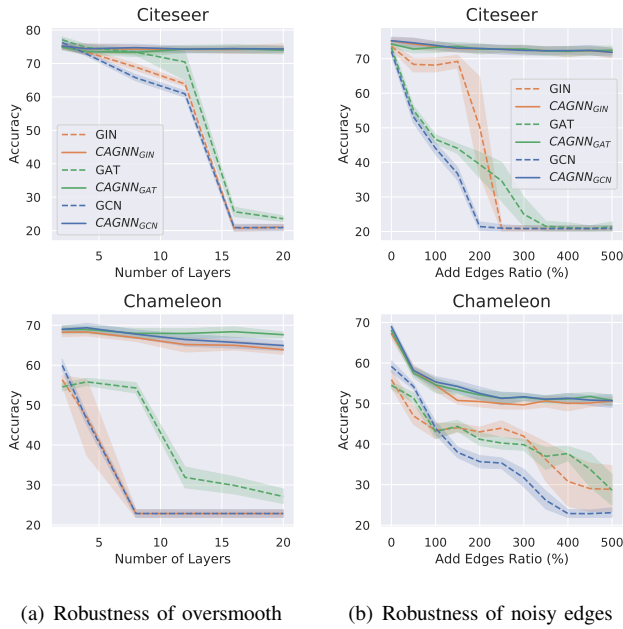 Citeseer
80
70
60
50
40
30
20
Accuracy
GIN
CAGNN_GIN
GAT
CAGNN_GAT
GCN
CAGNN_GCN
5
10
15
20
Number of Layers
Citeseer
70
60
50
40
30
20
Accuracy
GIN
CAGNN_GIN
GAT
CAGNN_GAT
GCN
CAGNN_GCN
0
100
200
300
400
500
Add Edges Ratio (%)
Chameleon
70
60
50
40
30
20
Accuracy
5
10
15
20
Number of Layers
Chameleon
70
60
50
40
30
20
Accuracy
0
100
200
300
400
500
Add Edges Ratio (%)
(a) Robustness of oversmooth
(b) Robustness of noisy edges